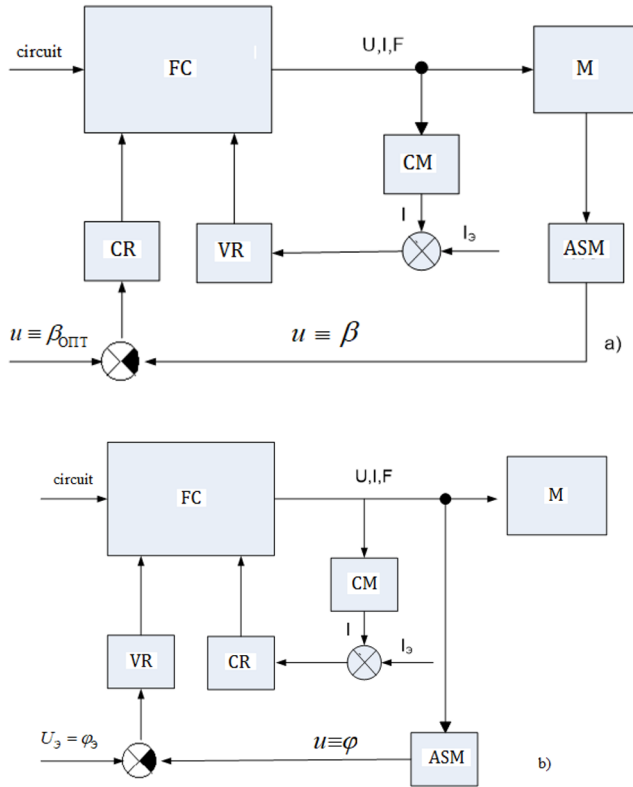 U,I,F
circuit
FC
M
CM
I
Iэ
CR
VR
ASM
u ≡ βОПТ
u ≡ β
a)
circuit
FC
U,I,F
M
CM
I
Iэ
VR
CR
Uэ = φэ
u≡φ
ASM
b)